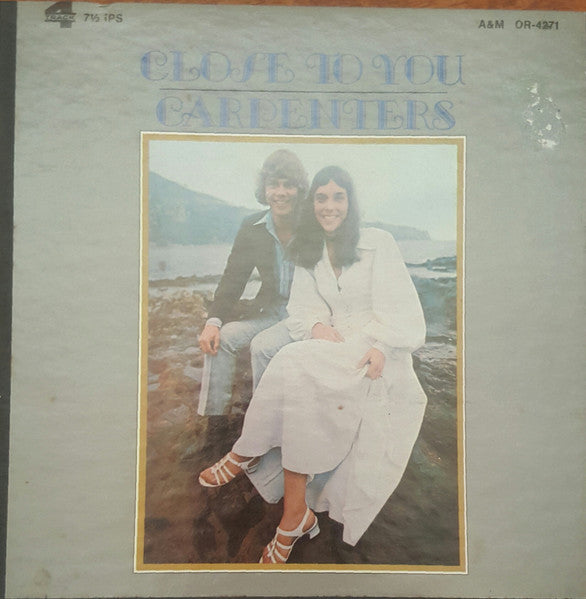 4 TRACK 7½ IPS
A&M OR-4271
CLOSE TO YOU
CARPENTERS